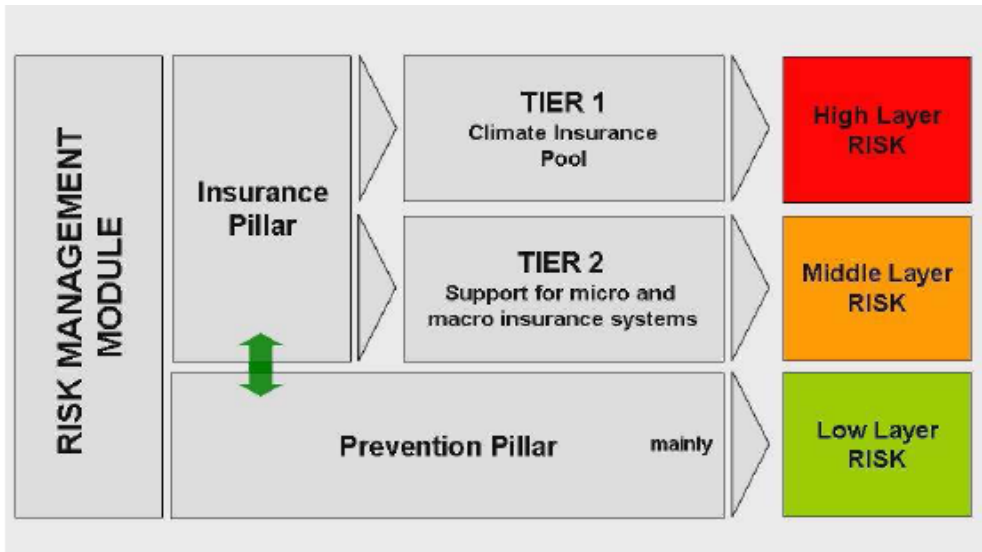 RISK MANAGEMENT
MODULE
Insurance
Pillar
TIER 1
Climate Insurance
Pool
High Layer
RISK
TIER 2
Support for micro and
macro insurance systems
Middle Layer
RISK
Prevention Pillar
mainly
Low Layer
RISK